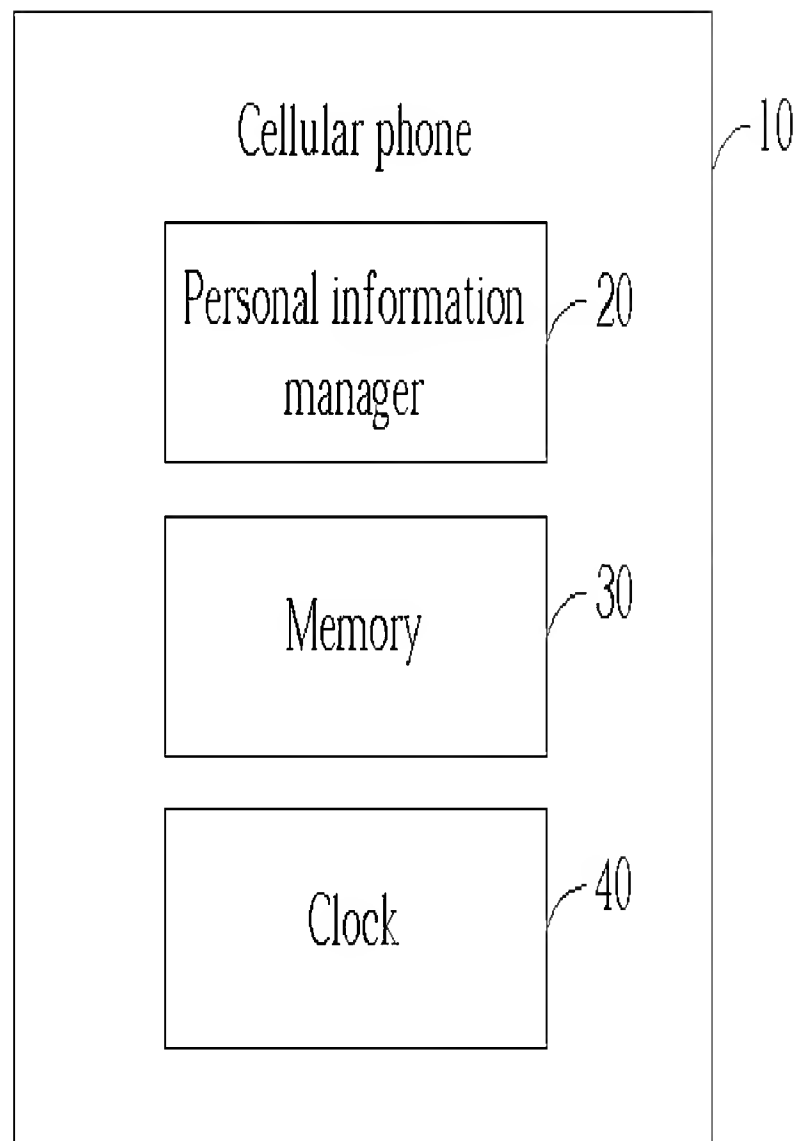 Cellular phone
10
Personal information
manager
20
Memory
30
Clock
40